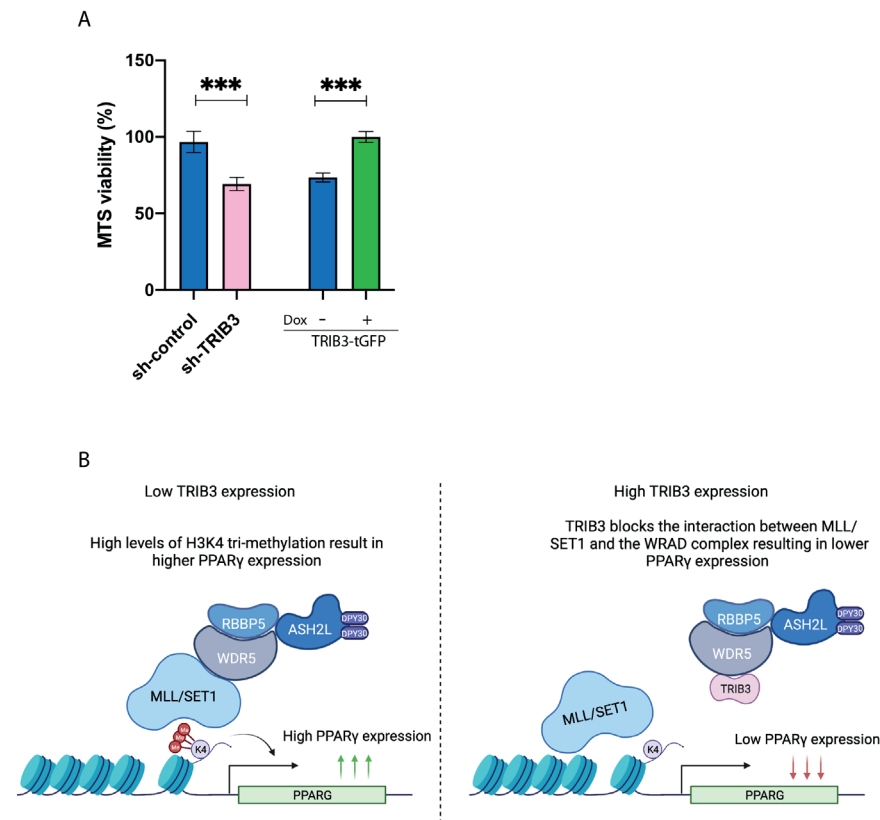 A
150
***
***
100
MTS viability (%)
50
0
sh-control
sh-TRIB3
Dox - +
TRIB3-tGFP
B
Low TRIB3 expression
High levels of H3K4 tri-methylation result in
higher PPARγ expression
RBBP5
ASH2L
DPY30
DPY30
WDR5
MLL/SET1
Me
Me
Me
K4
High PPARγ expression
PPARG
High TRIB3 expression
TRIB3 blocks the interaction between MLL/
SET1 and the WRAD complex resulting in lower
PPARγ expression
RBBP5
ASH2L
DPY30
DPY30
WDR5
TRIB3
MLL/SET1
K4
Low PPARγ expression
PPARG